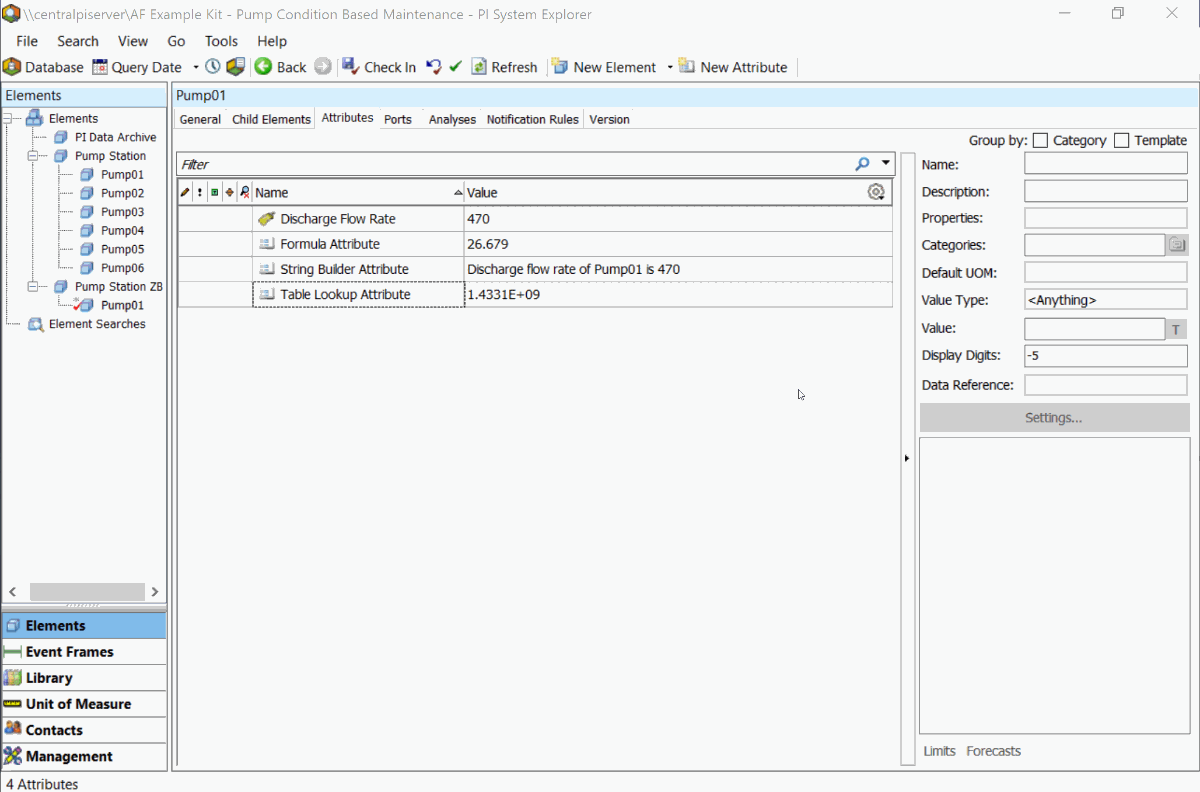 \\centralpiserver\AF Example Kit - Pump Condition Based Maintenance - PI System Explorer
File Search View Go Tools Help
Database Query Date Back Check In Refresh New Element New Attribute
Elements
Elements
PI Data Archive
Pump Station
Pump01
Pump02
Pump03
Pump04
Pump05
Pump06
Pump Station ZB
Pump01
Element Searches
Elements
Event Frames
Library
Unit of Measure
Contacts
Management
Pump01
General Child Elements Attributes Ports Analyses Notification Rules Version
Group by: Category Template
Filter
Name Value
Discharge Flow Rate 470
Formula Attribute 26.679
String Builder Attribute Discharge flow rate of Pump01 is 470
Table Lookup Attribute 1.4331E+09
Name:
Description:
Properties:
Categories:
Default UOM:
Value Type: <Anything>
Value: T
Display Digits: -5
Data Reference:
Settings...
Limits Forecasts
4 Attributes